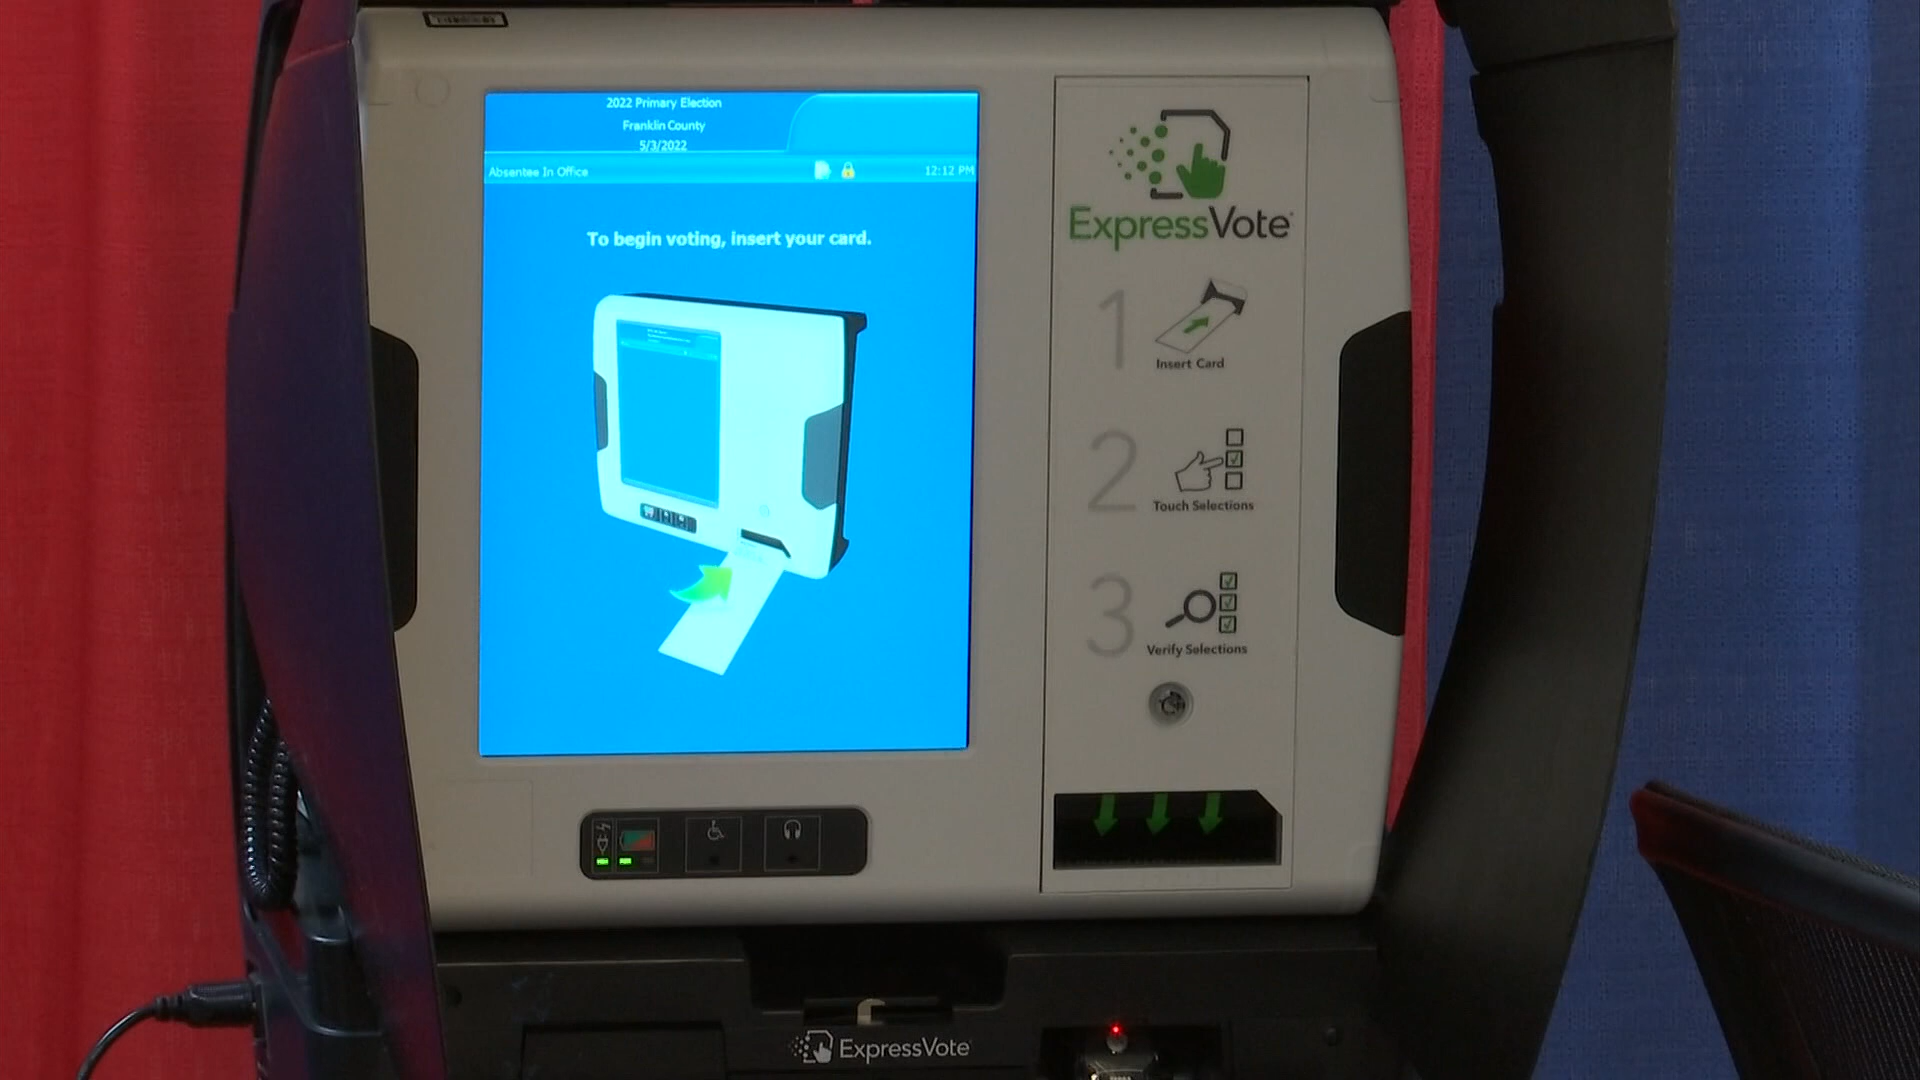 2022 Primary Election
Franklin County
5/3/2022
Absentee In Office
12:12 PM
To begin voting, insert your card.
ExpressVote
1
Insert Card
2
Touch Selections
3
Verify Selections
ExpressVote